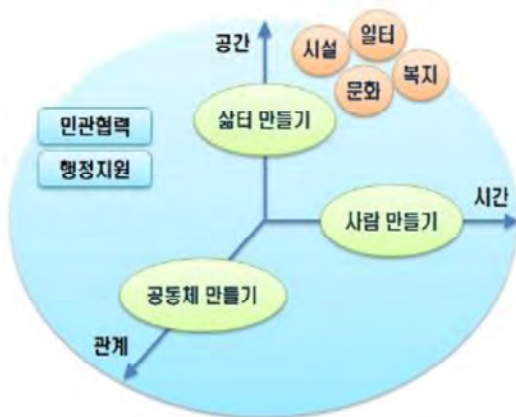 공간
시설
일터
문화
복지
민관협력
행정지원
삶터 만들기
시간
사람 만들기
공동체 만들기
관계